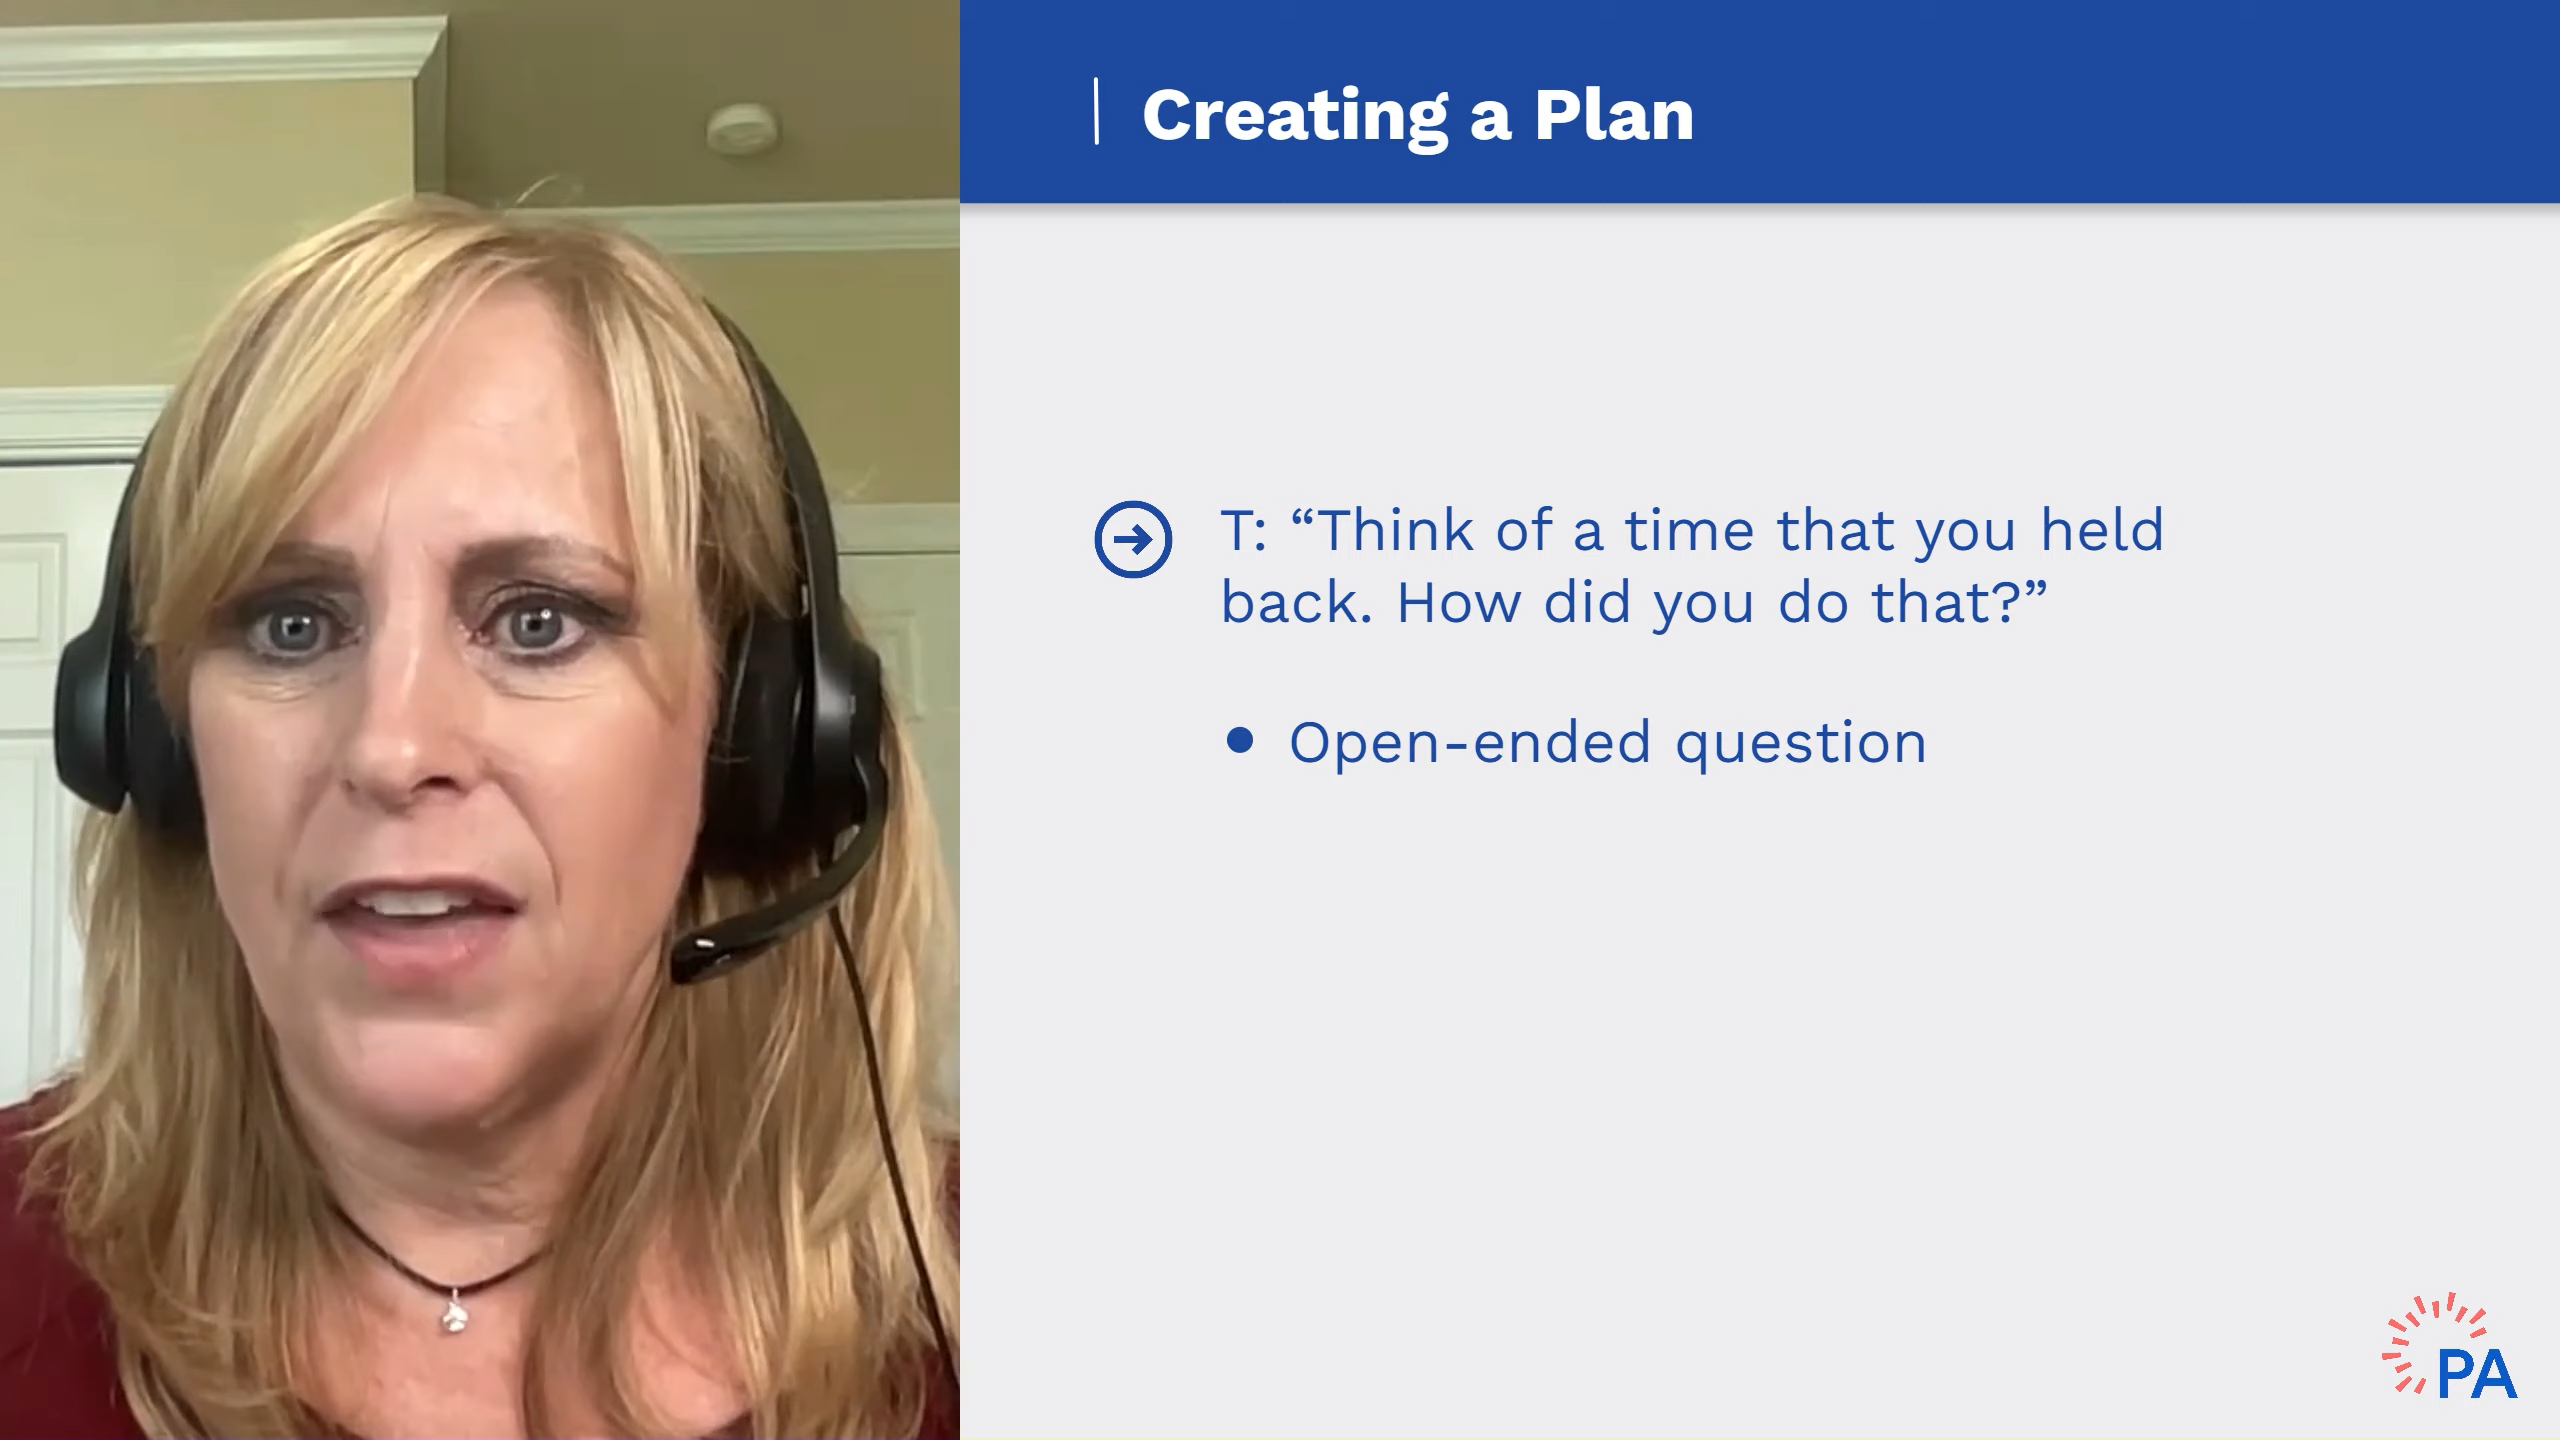 Creating a Plan
T: “Think of a time that you held
back. How did you do that?”
Open-ended question
PA